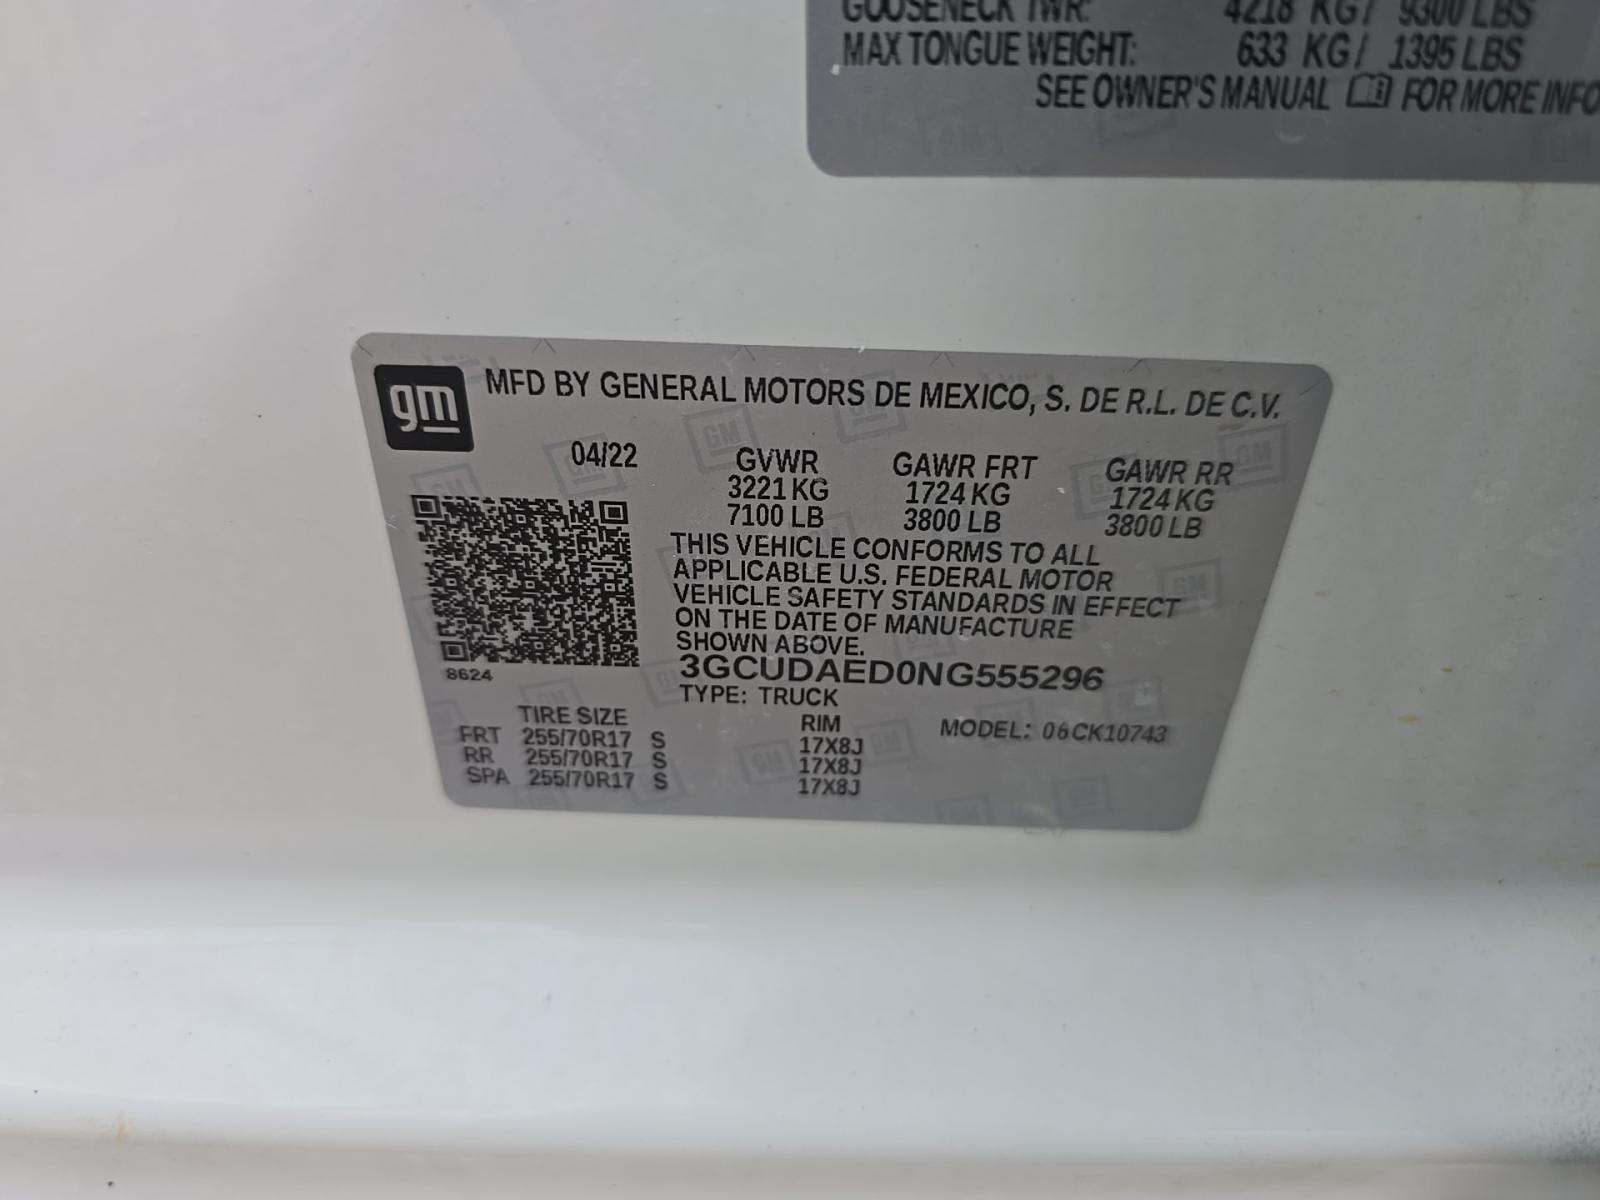 GOOSENECK TWR: 4218 KG / 9300 LBS
MAX TONGUE WEIGHT: 633 KG / 1395 LBS
SEE OWNER'S MANUAL FOR MORE INFO
gm
MFD BY GENERAL MOTORS DE MEXICO, S. DE R.L. DE C.V.
04/22 GVWR GAWR FRT GAWR RR
3221 KG 1724 KG 1724 KG
7100 LB 3800 LB 3800 LB
THIS VEHICLE CONFORMS TO ALL
APPLICABLE U.S. FEDERAL MOTOR
VEHICLE SAFETY STANDARDS IN EFFECT
ON THE DATE OF MANUFACTURE
SHOWN ABOVE.
8624
3GCUDAED0NG555296
TYPE: TRUCK
TIRE SIZE RIM MODEL: 06CK10743
FRT 255/70R17 S 17X8J
RR 255/70R17 S 17X8J
SPA 255/70R17 S 17X8J